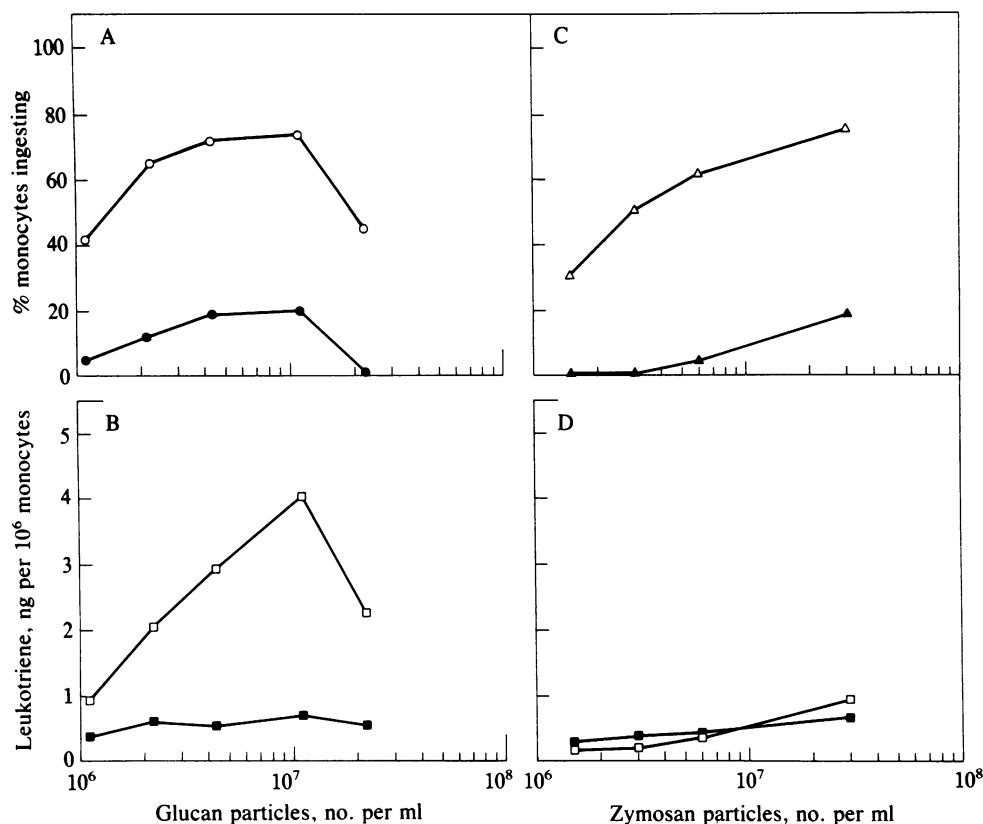 A
C
100
80
60
40
20
0
% monocytes ingesting
B
D
5
4
3
2
1
0
Leukotriene, ng per 10⁶ monocytes
10⁶ 10⁷ 10⁸
10⁶ 10⁷ 10⁸
Glucan particles, no. per ml
Zymosan particles, no. per ml